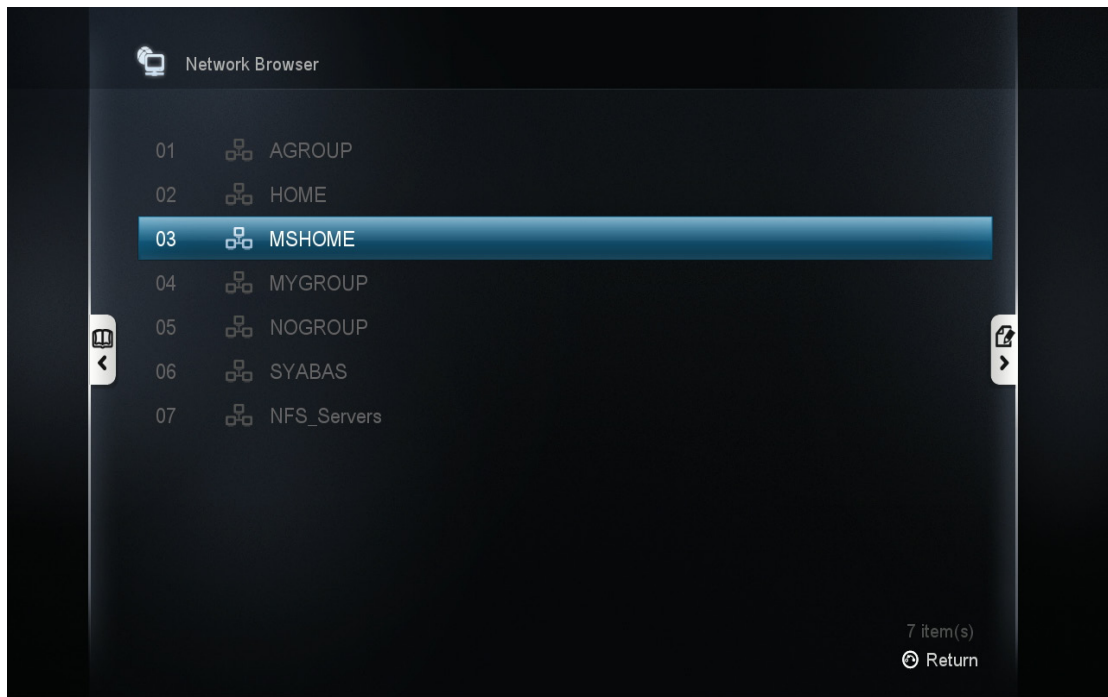 Network Browser
01 AGROUP
02 HOME
03 MSHOME
04 MYGROUP
05 NOGROUP
06 SYABAS
07 NFS_Servers
7 item(s)
Return